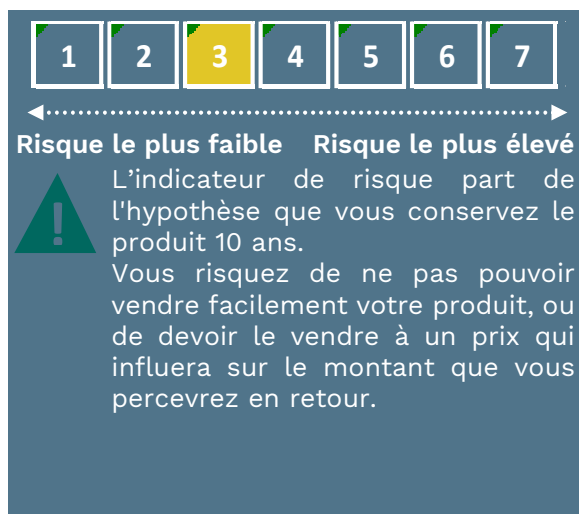 1 2 3 4 5 6 7
Risque le plus faible Risque le plus élevé
L’indicateur de risque part de
l'hypothèse que vous conservez le
produit 10 ans.
Vous risquez de ne pas pouvoir
vendre facilement votre produit, ou
de devoir le vendre à un prix qui
influera sur le montant que vous
percevrez en retour.